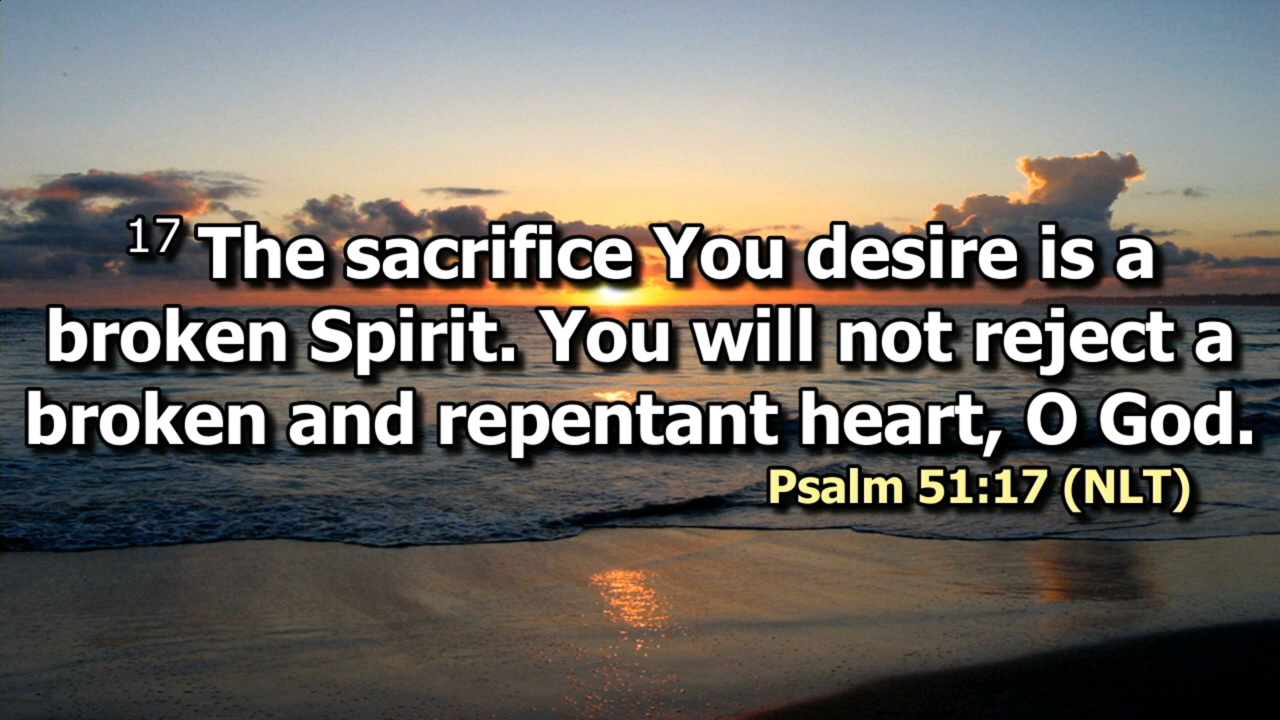 17 The sacrifice You desire is a
broken Spirit. You will not reject a
broken and repentant heart, O God.
Psalm 51:17 (NLT)